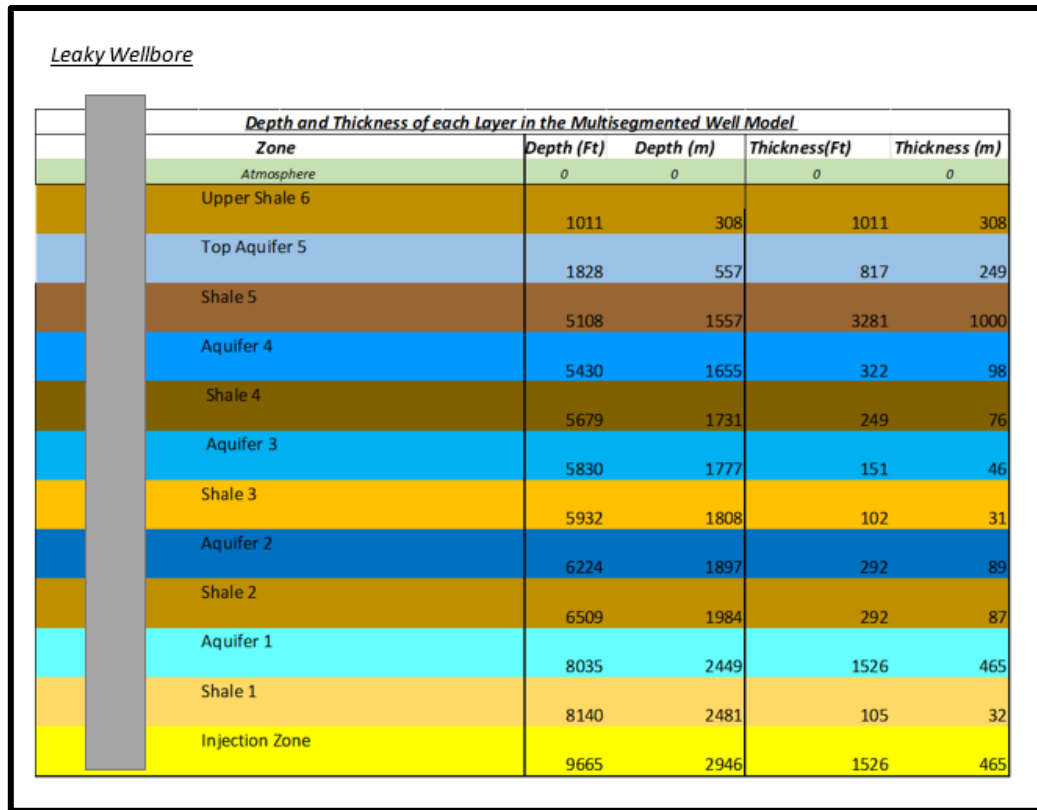 Leaky Wellbore
Depth and Thickness of each Layer in the Multisegmented Well Model
Zone Depth (Ft) Depth (m) Thickness(Ft) Thickness (m)
Atmosphere 0 0 0 0
Upper Shale 6 1011 308 1011 308
Top Aquifer 5 1828 557 817 249
Shale 5 5108 1557 3281 1000
Aquifer 4 5430 1655 322 98
Shale 4 5679 1731 249 76
Aquifer 3 5830 1777 151 46
Shale 3 5932 1808 102 31
Aquifer 2 6224 1897 292 89
Shale 2 6509 1984 292 87
Aquifer 1 8035 2449 1526 465
Shale 1 8140 2481 105 32
Injection Zone 9665 2946 1526 465